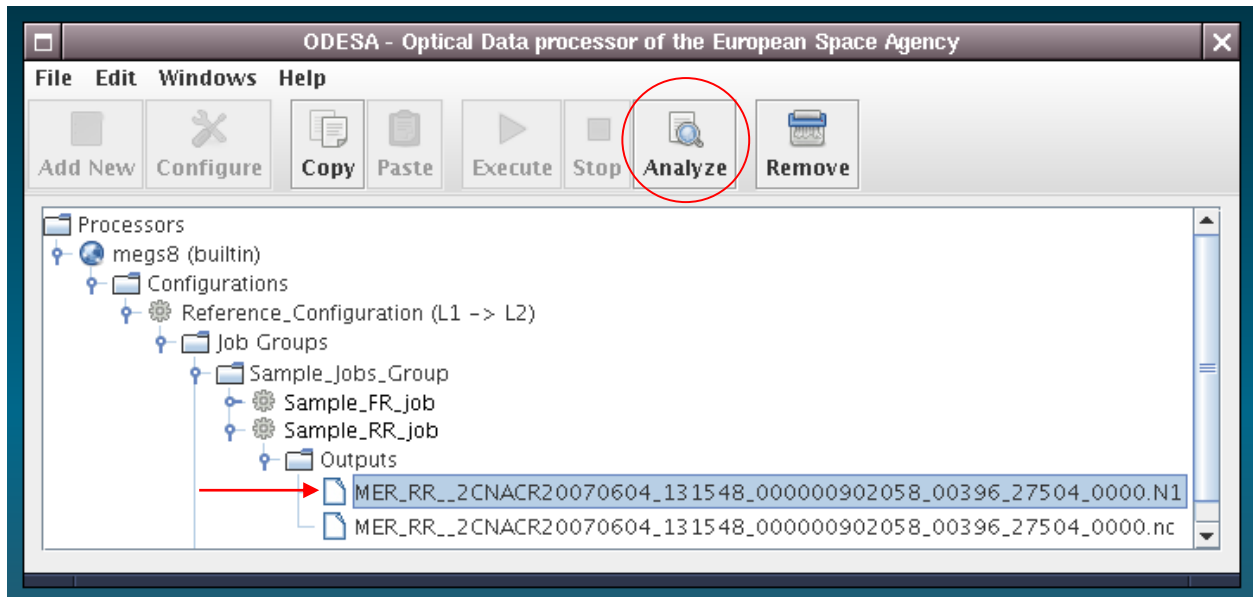 ODESA - Optical Data processor of the European Space Agency
File Edit Windows Help
Add New Configure Copy Paste Execute Stop Analyze Remove
Processors
megs8 (builtin)
Configurations
Reference_Configuration (L1 -> L2)
Job Groups
Sample_Jobs_Group
Sample_FR_job
Sample_RR_job
Outputs
MER_RR__2CNACR20070604_131548_000000902058_00396_27504_0000.N1
MER_RR__2CNACR20070604_131548_000000902058_00396_27504_0000.nc